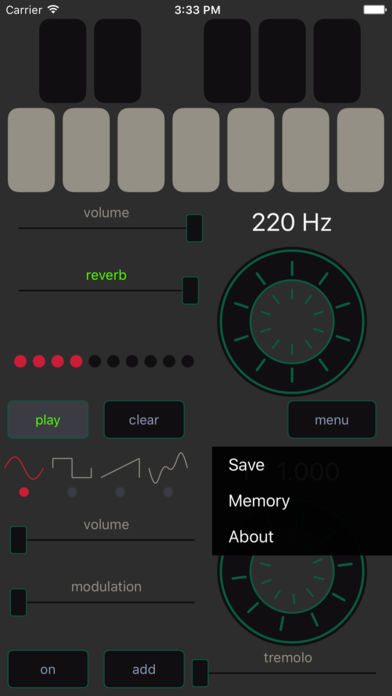 Carrier 3:33 PM
volume
220 Hz
reverb
play
clear
menu
Save
1.000
Memory
About
volume
modulation
on
add
tremolo